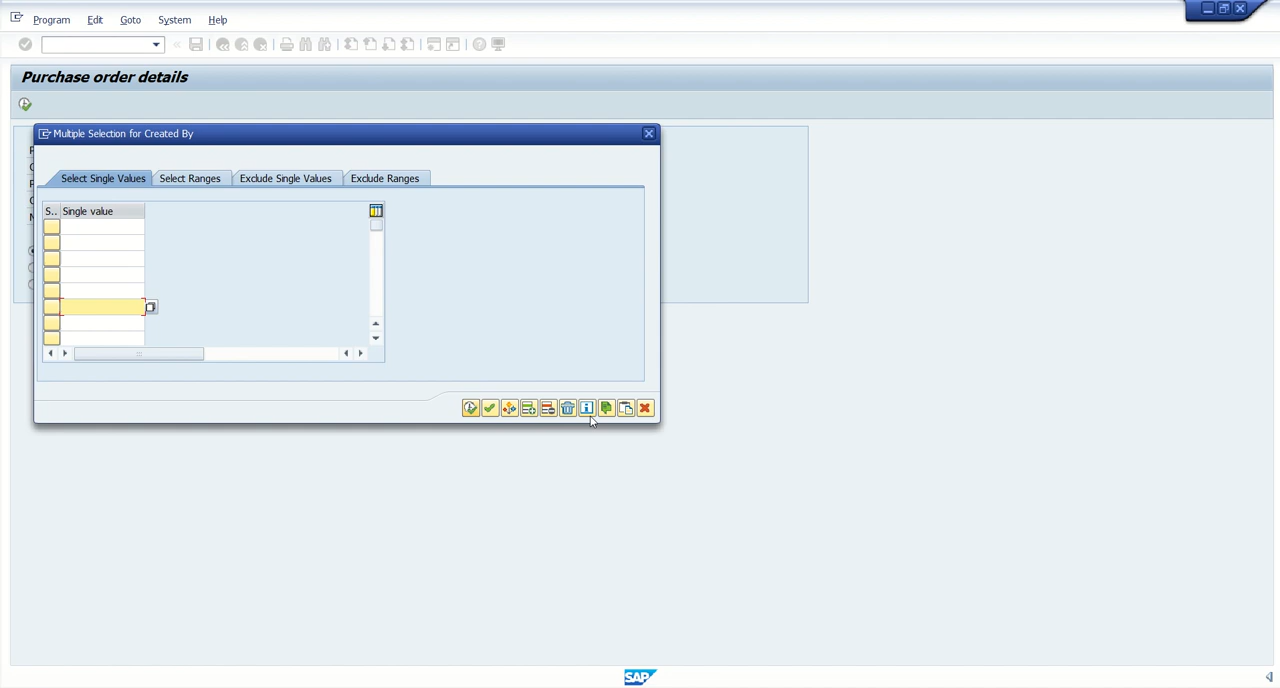 Program Edit Goto System Help
Purchase order details
Multiple Selection for Created By
Select Single Values Select Ranges Exclude Single Values Exclude Ranges
S.. Single value
SAP